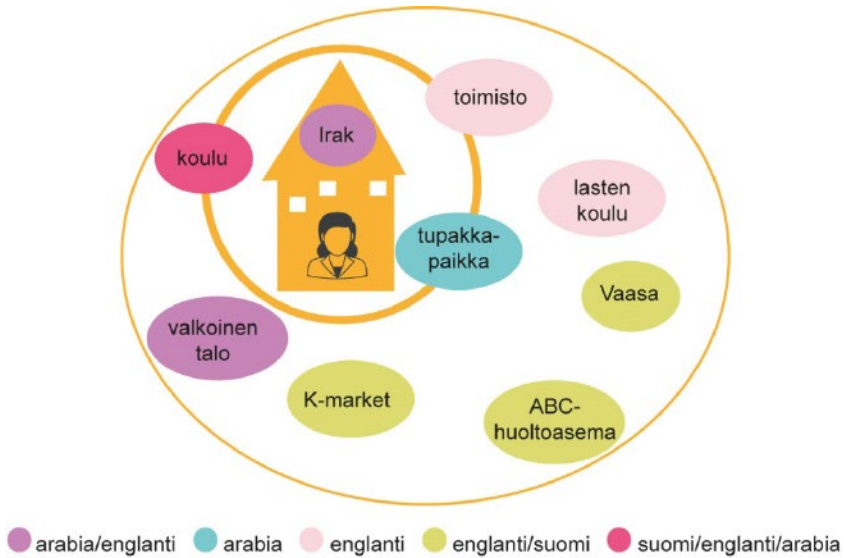 toimisto
Irak
koulu
lasten
koulu
tupakka-
paikka
Vaasa
valkoinen
talo
K-market
ABC-
huoltoasema
arabia/englanti
arabia
englanti
englanti/suomi
suomi/englanti/arabia